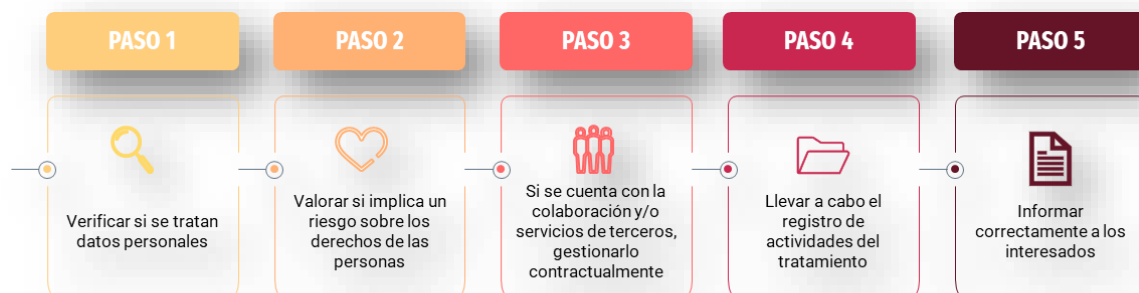 PASO 1
Verificar si se tratan
datos personales
PASO 2
Valorar si implica un
riesgo sobre los
derechos de las
personas
PASO 3
Si se cuenta con la
colaboración y/o
servicios de terceros,
gestionarlo
contractualmente
PASO 4
Llevar a cabo el
registro de
actividades del
tratamiento
PASO 5
Informar
correctamente a los
interesados